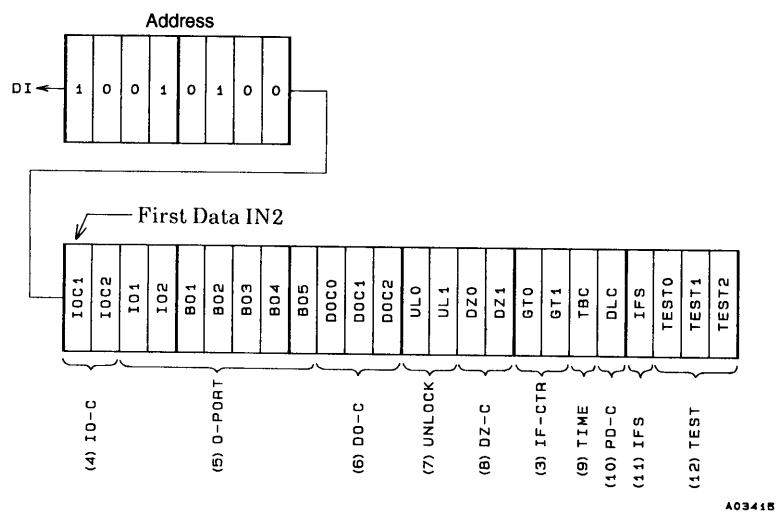 Address
DI 1 0 0 1 0 1 0 0
First Data IN2
IOC1 IOC2 IO1 IO2 BO1 BO2 BO3 BO4 BO5 DOC0 DOC1 DOC2 UL0 UL1 DZ0 DZ1 GT0 GT1 TBC DLC IFS TEST0 TEST1 TEST2
(4) IO-C
(5) O-PORT
(6) DO-C
(7) UNLOCK
(8) DZ-C
(3) IF-CTR
(9) TIME
(10) PD-C
(11) IFS
(12) TEST
A03415